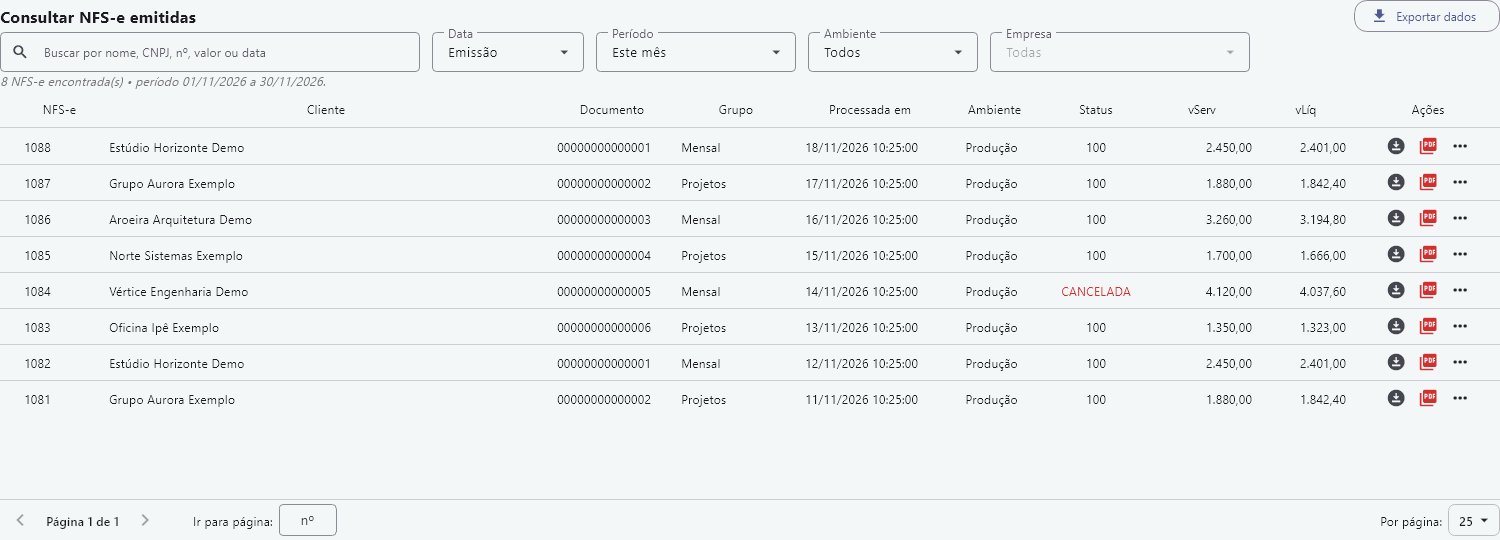 Consultar NFS-e emitidas
Exportar dados
Data Período Ambiente Empresa
Buscar por nome, CNPJ, nº, valor ou data Emissão Este mês Todos Todas
8 NFS-e encontrada(s) • período 01/11/2026 a 30/11/2026.
NFS-e Cliente Documento Grupo Processada em Ambiente Status vServ vLíq Ações
1088 Estúdio Horizonte Demo 00000000000001 Mensal 18/11/2026 10:25:00 Produção 100 2.450,00 2.401,00 PDF
1087 Grupo Aurora Exemplo 00000000000002 Projetos 17/11/2026 10:25:00 Produção 100 1.880,00 1.842,40 PDF
1086 Aroeira Arquitetura Demo 00000000000003 Mensal 16/11/2026 10:25:00 Produção 100 3.260,00 3.194,80 PDF
1085 Norte Sistemas Exemplo 00000000000004 Projetos 15/11/2026 10:25:00 Produção 100 1.700,00 1.666,00 PDF
1084 Vértice Engenharia Demo 00000000000005 Mensal 14/11/2026 10:25:00 Produção CANCELADA 4.120,00 4.037,60 PDF
1083 Oficina Ipê Exemplo 00000000000006 Projetos 13/11/2026 10:25:00 Produção 100 1.350,00 1.323,00 PDF
1082 Estúdio Horizonte Demo 00000000000001 Mensal 12/11/2026 10:25:00 Produção 100 2.450,00 2.401,00 PDF
1081 Grupo Aurora Exemplo 00000000000002 Projetos 11/11/2026 10:25:00 Produção 100 1.880,00 1.842,40 PDF
Página 1 de 1 Ir para página: nº Por página: 25